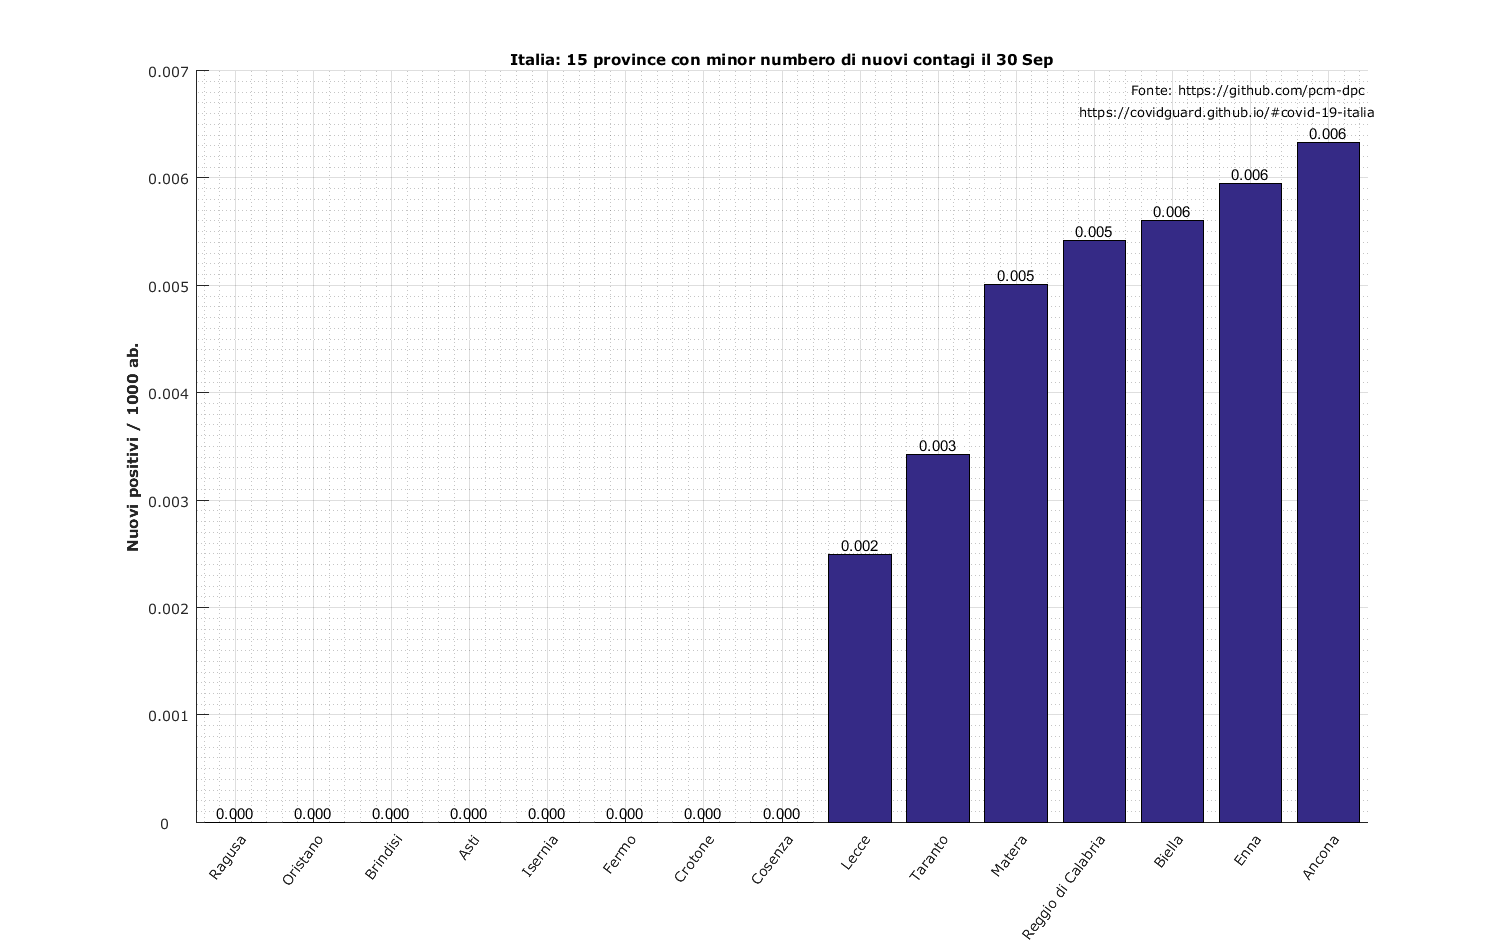 Italia: 15 province con minor numbero di nuovi contagi il 30 Sep
Fonte: https://github.com/pcm-dpc
https://covidguard.github.io/#covid-19-italia
Nuovi positivi / 1000 ab.
0.007
0.006
0.005
0.004
0.003
0.002
0.001
0
0.000 0.000 0.000 0.000 0.000 0.000 0.000 0.000 0.002 0.003 0.005 0.005 0.006 0.006 0.006
Ragusa
Oristano
Brindisi
Asti
Isernia
Fermo
Crotone
Cosenza
Lecce
Taranto
Matera
Reggio di Calabria
Biella
Enna
Ancona